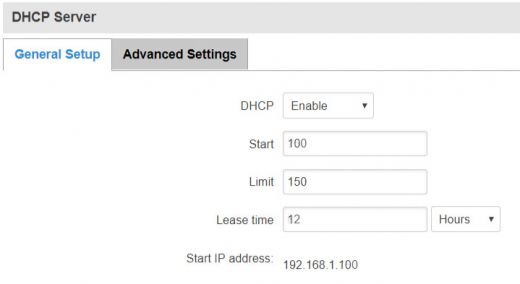 DHCP Server
General Setup Advanced Settings
DHCP Enable
Start 100
Limit 150
Lease time 12 Hours
Start IP address: 192.168.1.100